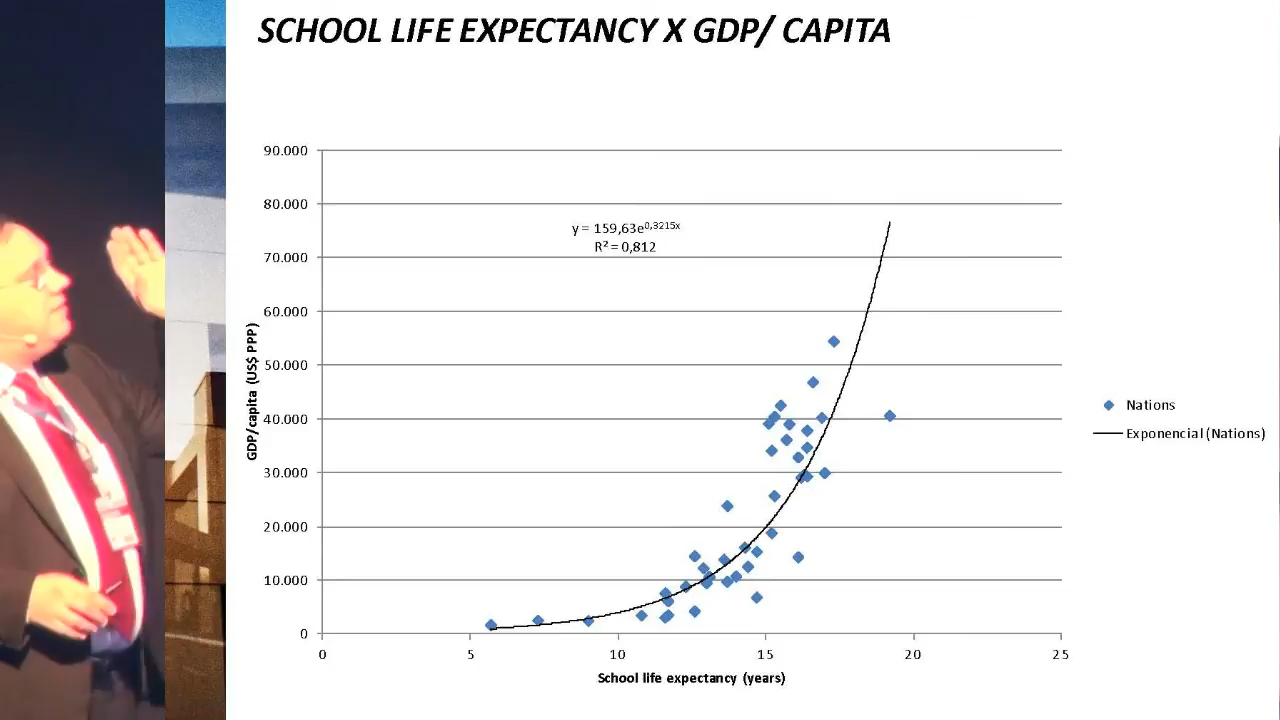 SCHOOL LIFE EXPECTANCY X GDP/ CAPITA
90.000
80.000
y = 159,63e^0,3215x
R² = 0,812
70.000
60.000
50.000
40.000
30.000
20.000
10.000
0
GDP/capita (US$ PPP)
Nations
Exponencial (Nations)
0 5 10 15 20 25
School life expectancy (years)